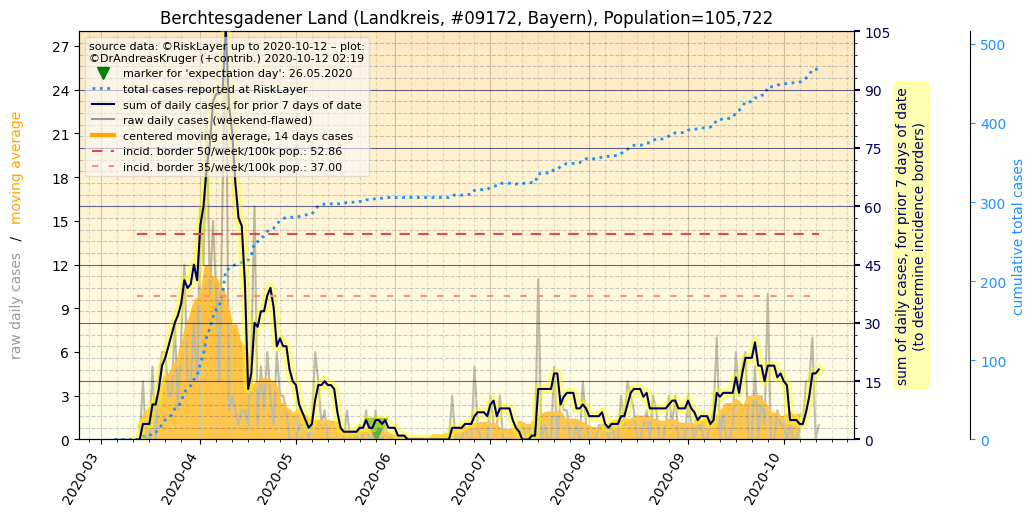 Berchtesgadener Land (Landkreis, #09172, Bayern), Population=105,722
source data: ©RiskLayer up to 2020-10-12 – plot:
©DrAndreasKruger (+contrib.) 2020-10-12 02:19
marker for 'expectation day': 26.05.2020
total cases reported at RiskLayer
sum of daily cases, for prior 7 days of date
raw daily cases (weekend-flawed)
centered moving average, 14 days cases
incid. border 50/week/100k pop.: 52.86
incid. border 35/week/100k pop.: 37.00
raw daily cases / moving average
27
24
21
18
15
12
9
6
3
0
2020-03
2020-04
2020-05
2020-06
2020-07
2020-08
2020-09
2020-10
105
90
75
60
45
30
15
0
sum of daily cases, for prior 7 days of date
(to determine incidence borders)
500
400
300
200
100
0
cumulative total cases